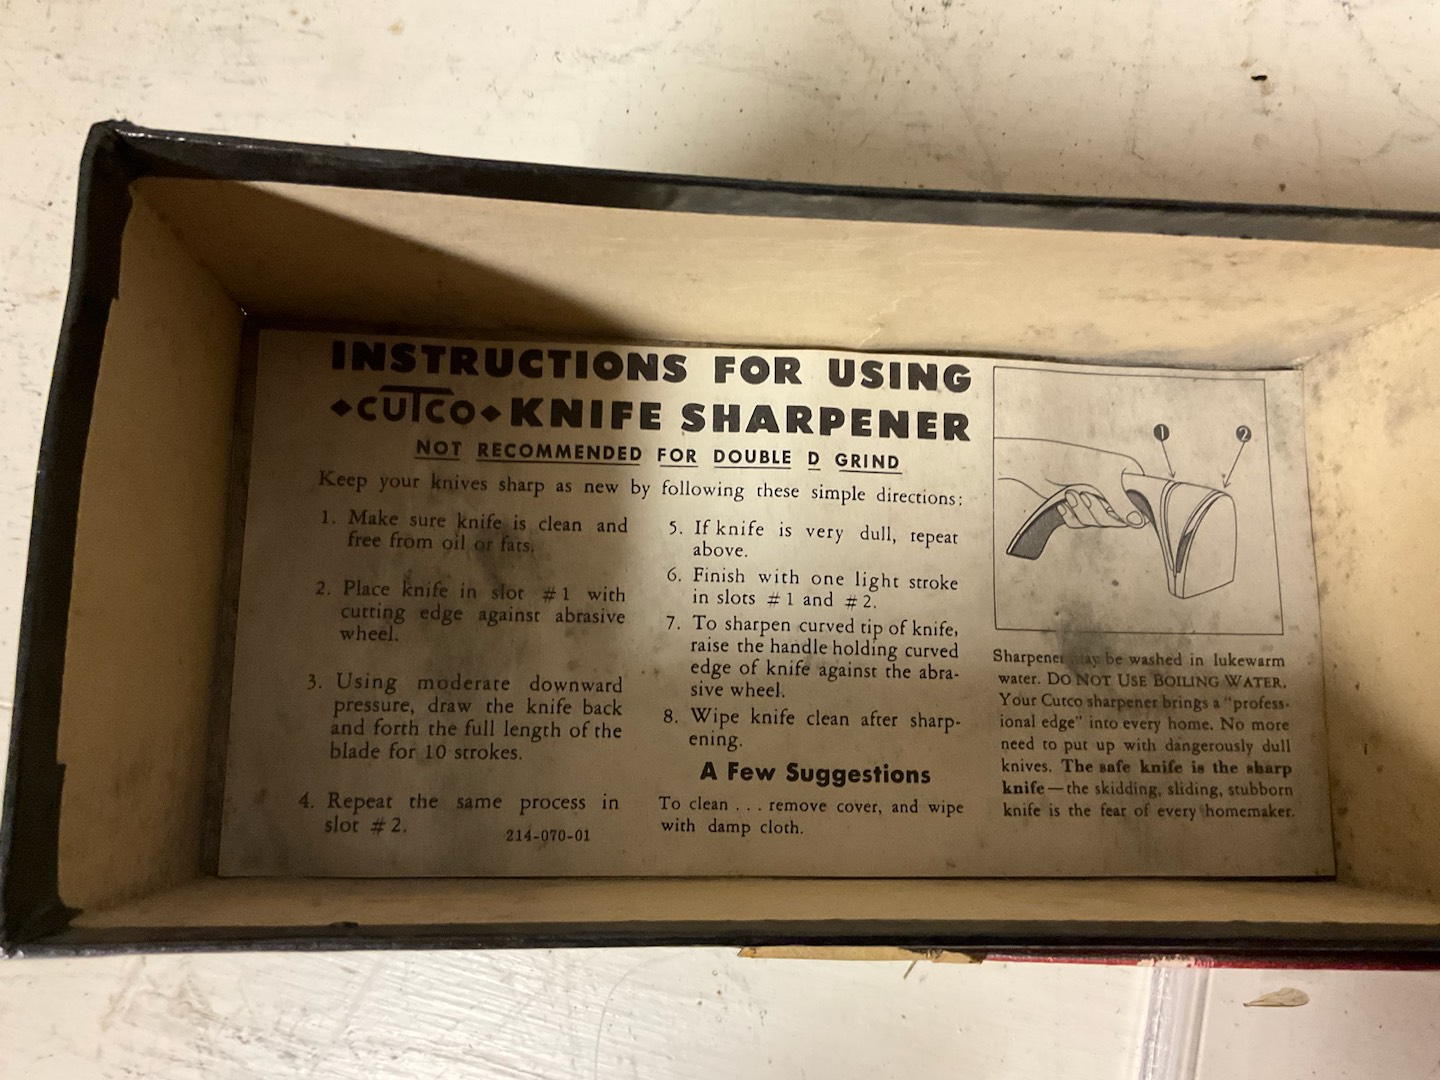 INSTRUCTIONS FOR USING
◆CUTCO◆ KNIFE SHARPENER
NOT RECOMMENDED FOR DOUBLE D GRIND
Keep your knives sharp as new by following these simple directions:
1. Make sure knife is clean and
free from oil or fats.
2. Place knife in slot #1 with
cutting edge against abrasive
wheel.
3. Using moderate downward
pressure, draw the knife back
and forth the full length of the
blade for 10 strokes.
4. Repeat the same process in
slot #2.
214-070-01
5. If knife is very dull, repeat
above.
6. Finish with one light stroke
in slots #1 and #2.
7. To sharpen curved tip of knife,
raise the handle holding curved
edge of knife against the abra-
sive wheel.
8. Wipe knife clean after sharp-
ening.
A Few Suggestions
To clean . . . remove cover, and wipe
with damp cloth.
1 2
Sharpener may be washed in lukewarm
water. DO NOT USE BOILING WATER.
Your Cutco sharpener brings a "profess-
ional edge" into every home. No more
need to put up with dangerously dull
knives. The safe knife is the sharp
knife—the skidding, sliding, stubborn
knife is the fear of every homemaker.